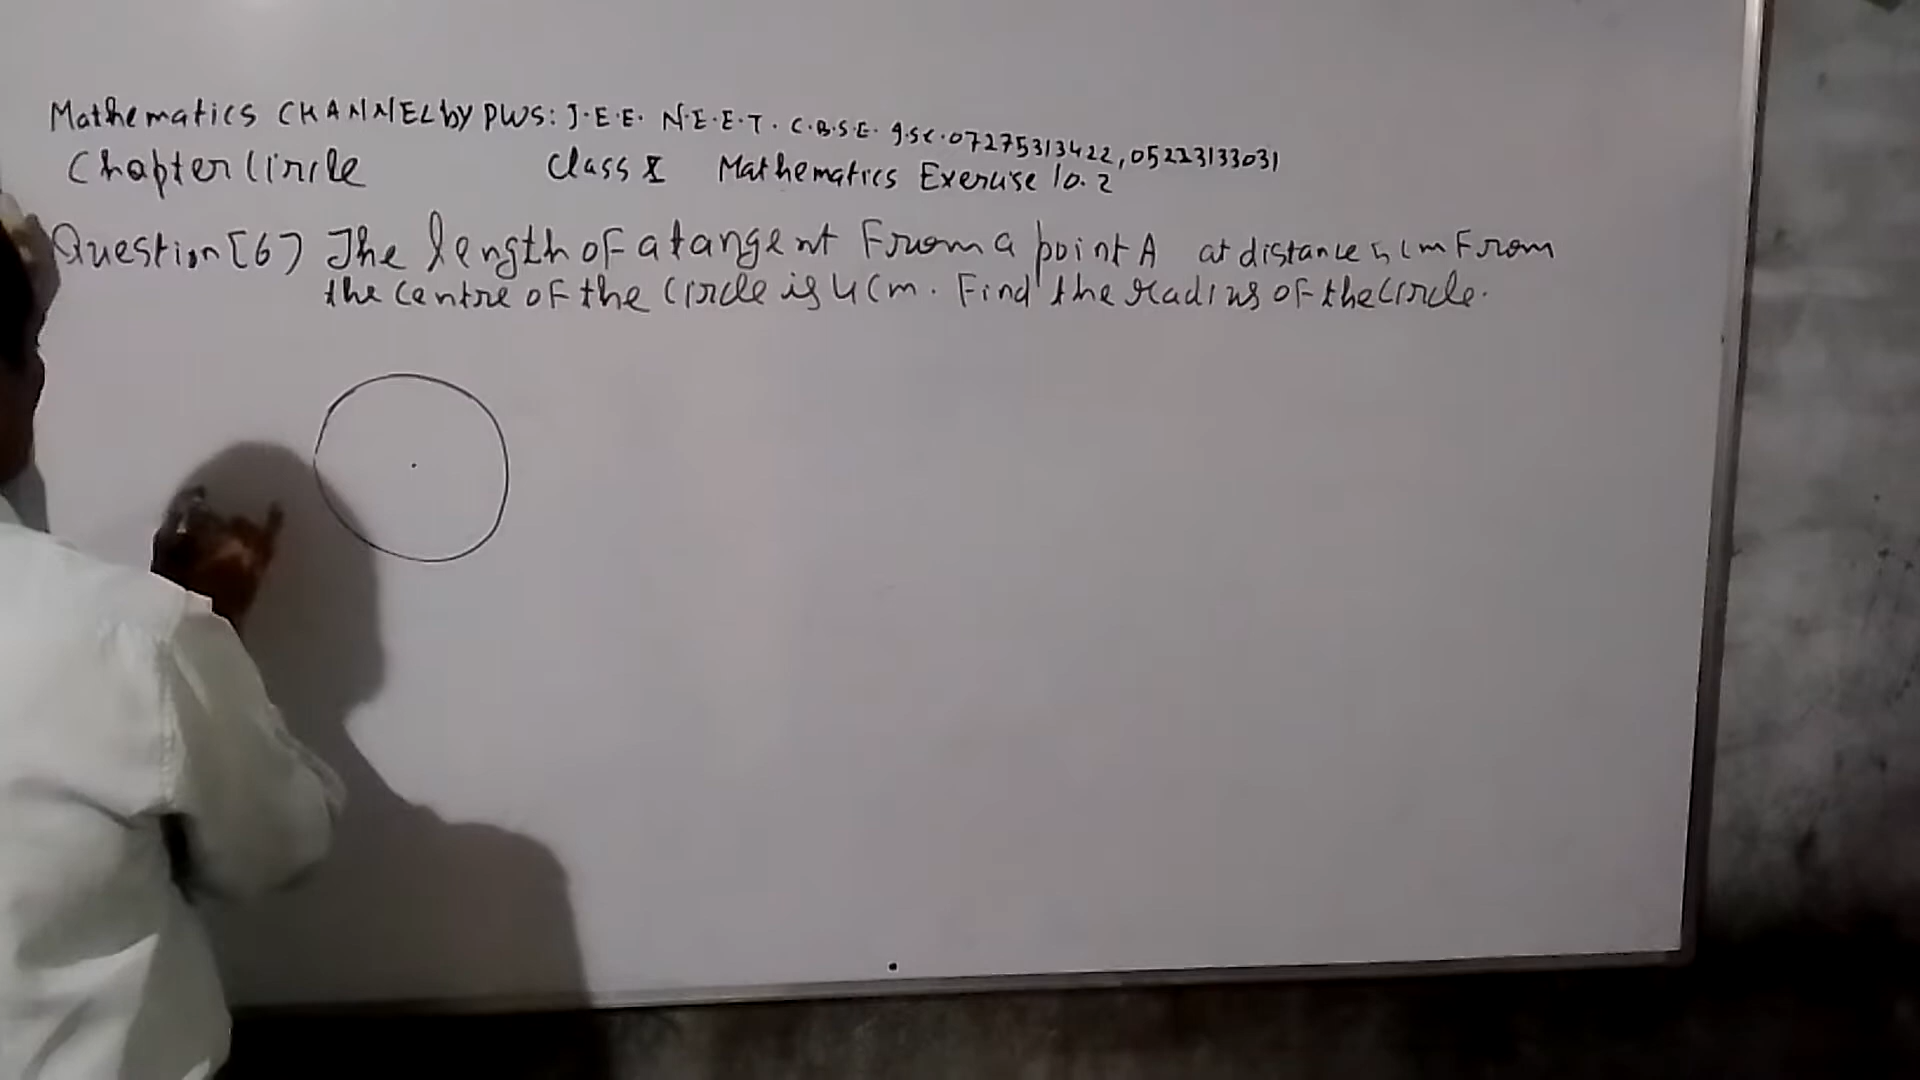 Mathematics CHANNEL by PWS: J.E.E. N.E.E.T. C.B.S.E. I.S.C. 07275313422, 05223133031
Chapter Circle Class X Mathematics Exercise 10.2
Question [6] The length of a tangent From a point A at distance 5 cm From
the centre of the circle is 4 cm. Find the radius of the circle.